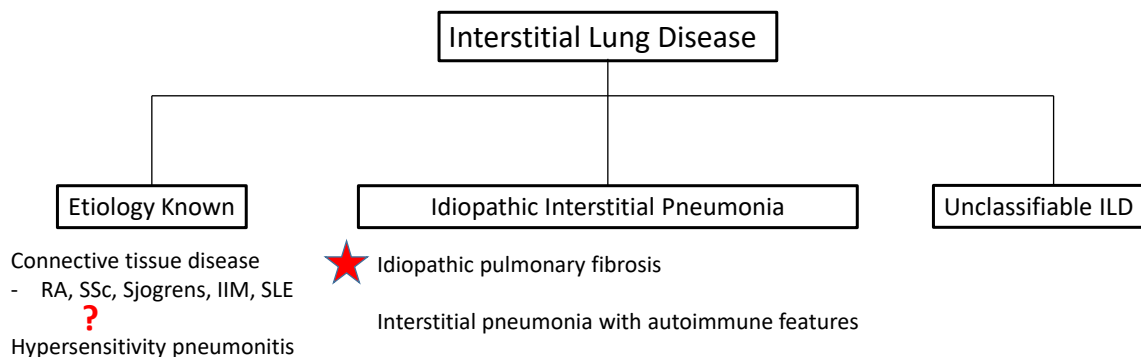 Interstitial Lung Disease
Etiology Known
Idiopathic Interstitial Pneumonia
Unclassifiable ILD
Connective tissue disease
- RA, SSc, Sjogrens, IIM, SLE
?
Hypersensitivity pneumonitis
Idiopathic pulmonary fibrosis
Interstitial pneumonia with autoimmune features